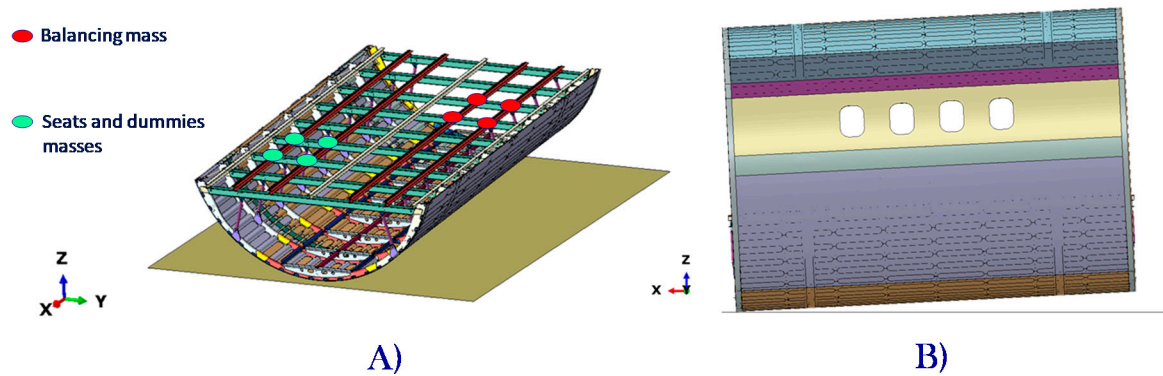 Balancing mass
Seats and dummies
masses
Z
X
Y
Z
X
Y
A)
B)